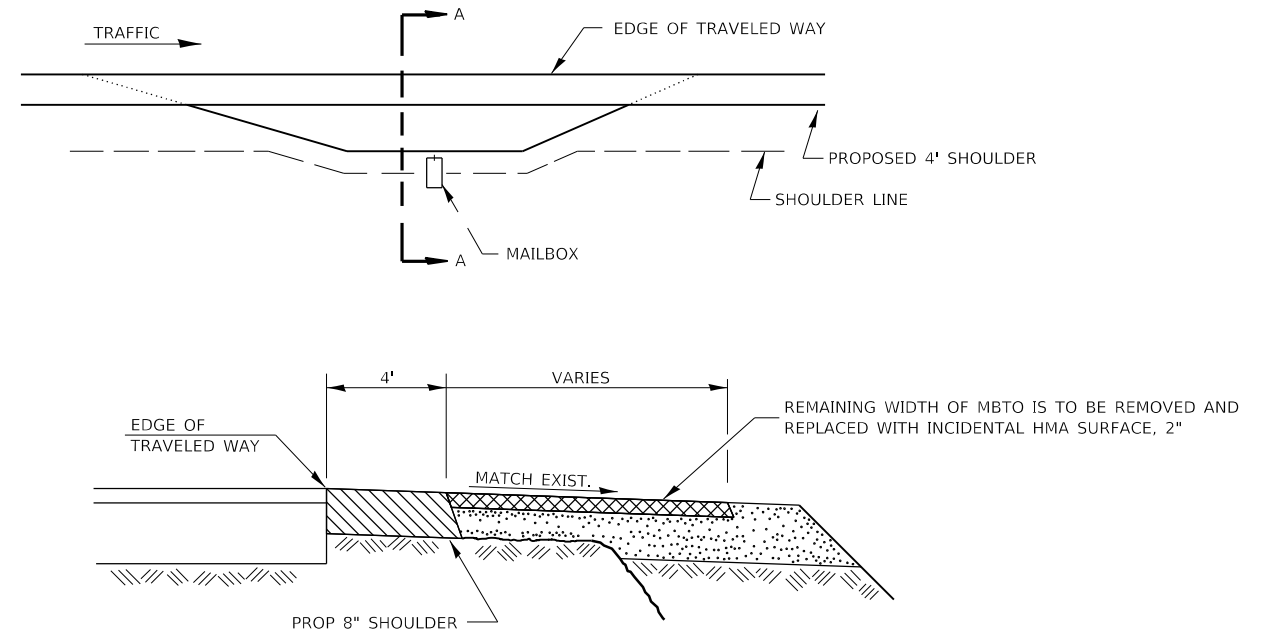 A
TRAFFIC
EDGE OF TRAVELED WAY
PROPOSED 4' SHOULDER
SHOULDER LINE
MAILBOX
A
4'
VARIES
REMAINING WIDTH OF MBTO IS TO BE REMOVED AND
REPLACED WITH INCIDENTAL HMA SURFACE, 2"
EDGE OF
TRAVELED WAY
MATCH EXIST.
PROP 8" SHOULDER